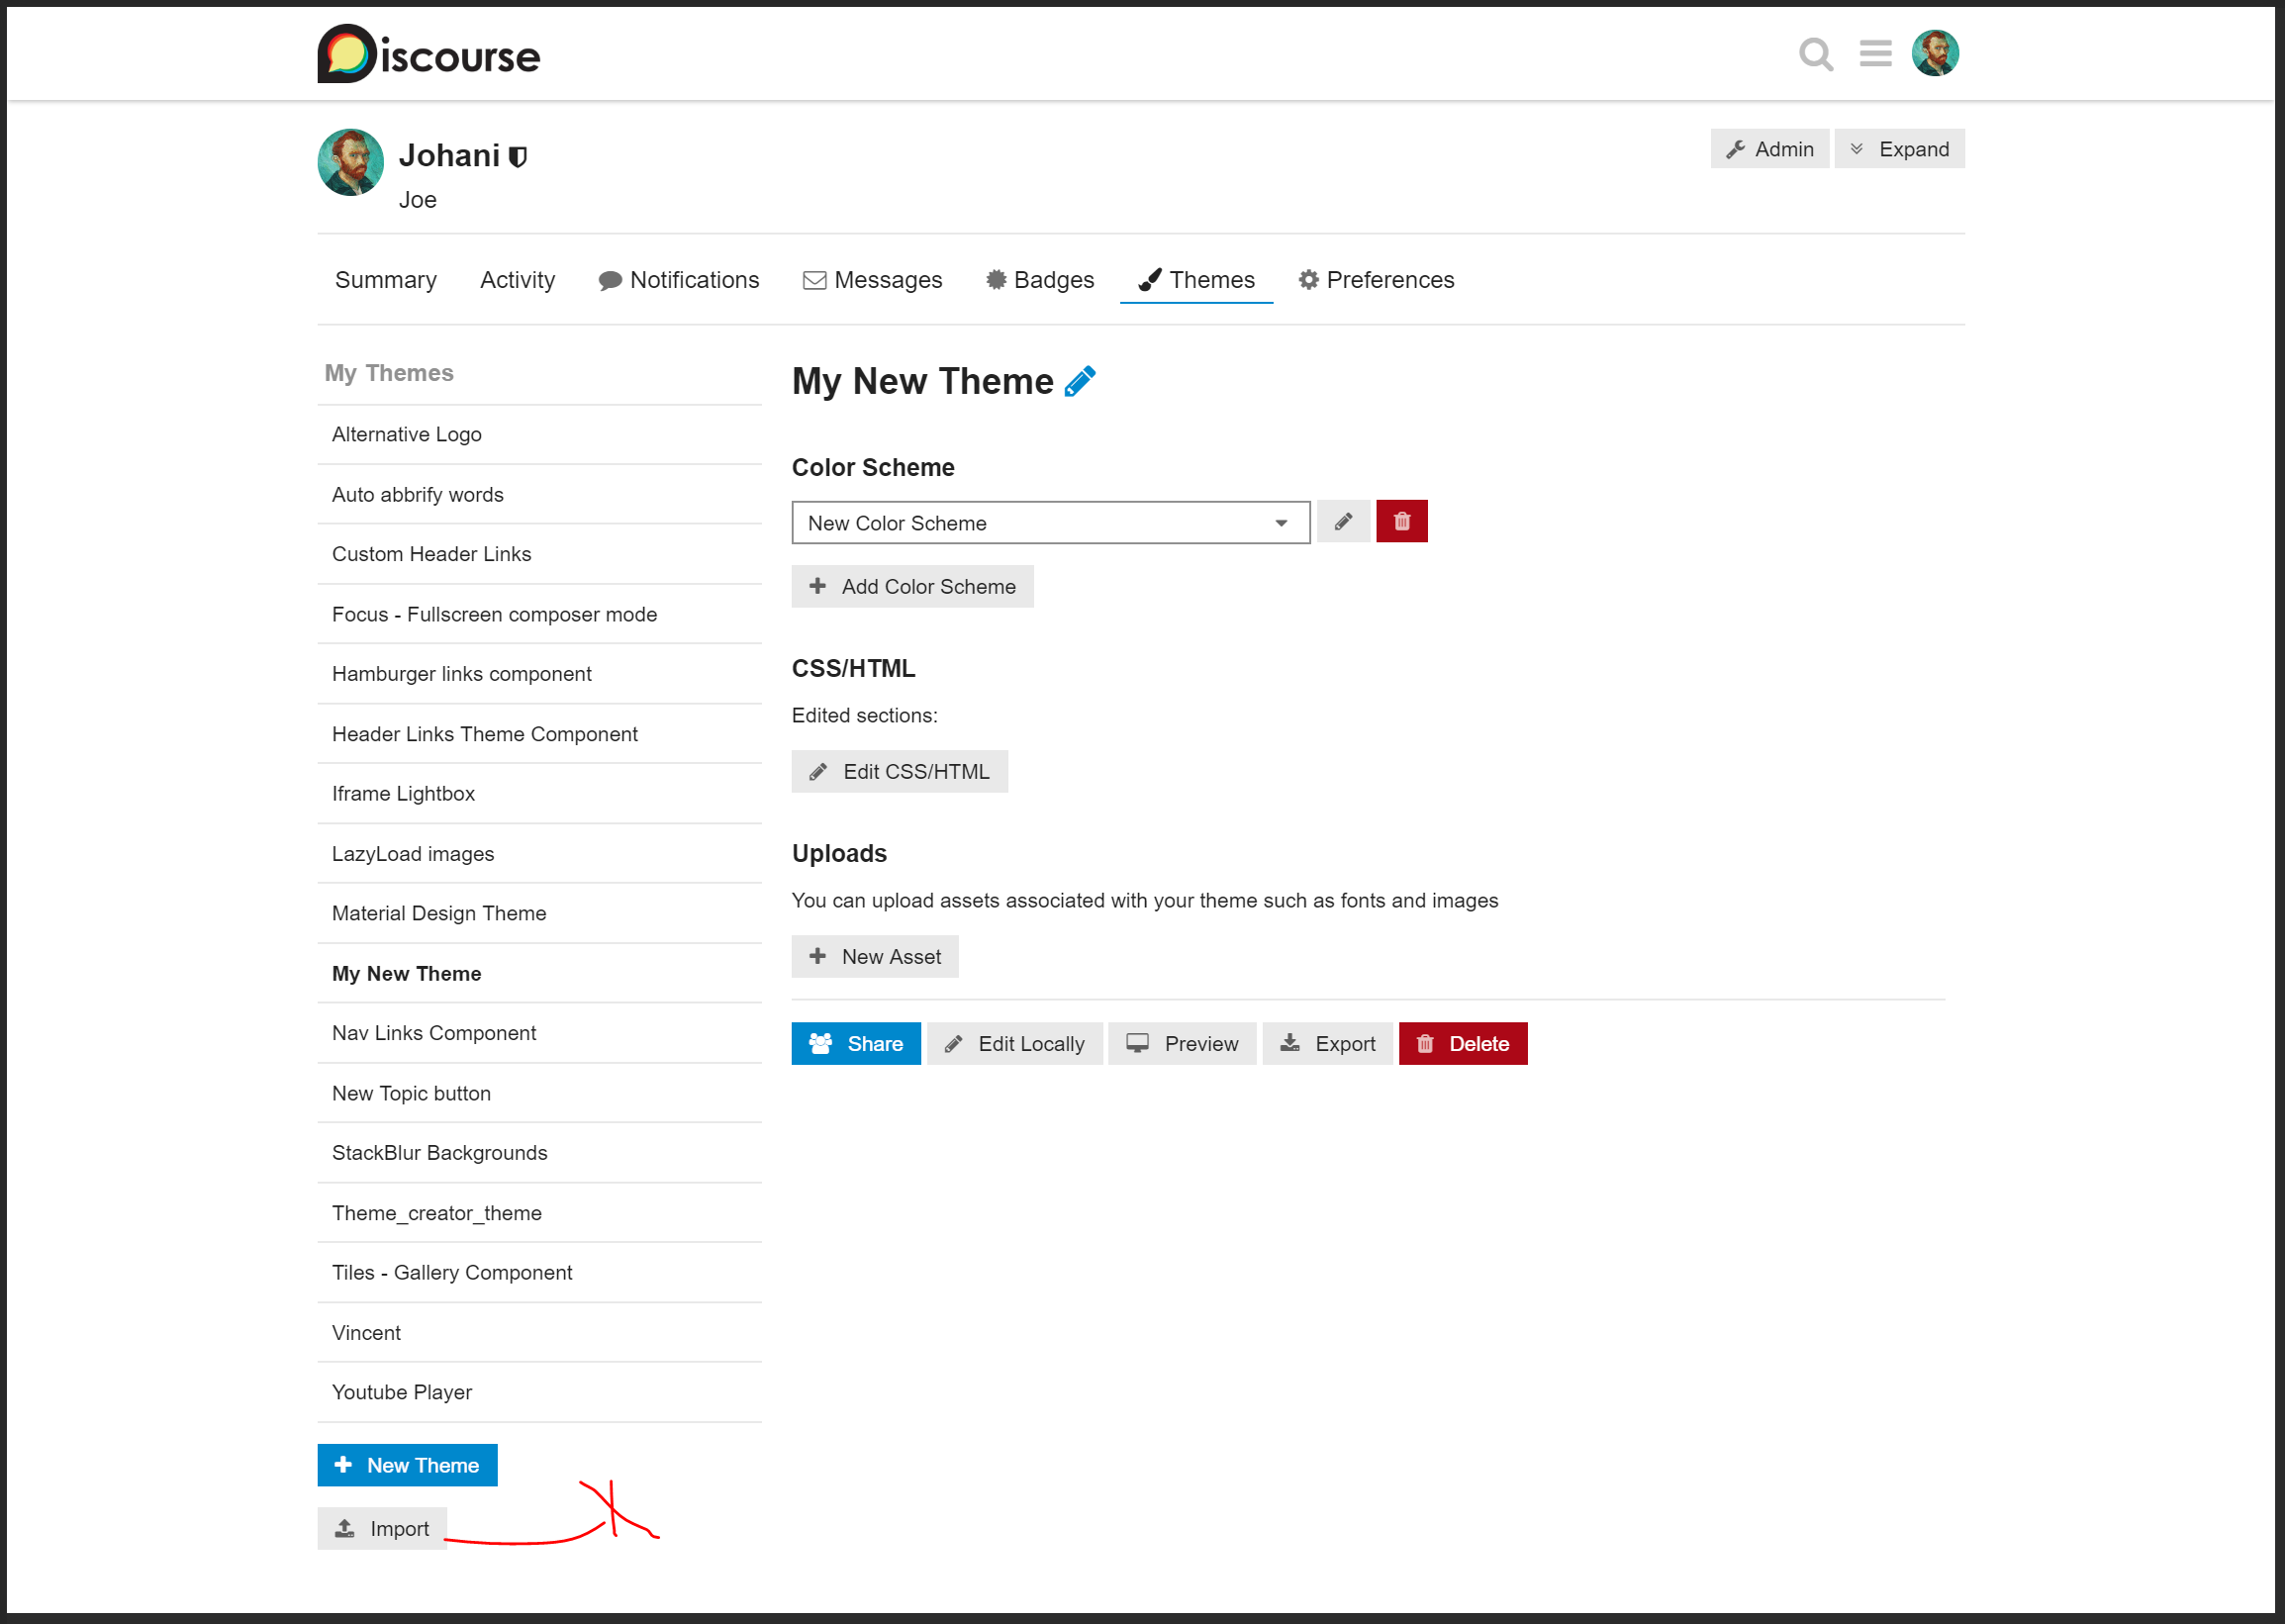 Discourse
Johani
Joe
Admin
Expand
Summary
Activity
Notifications
Messages
Badges
Themes
Preferences
My Themes
Alternative Logo
Auto abbrify words
Custom Header Links
Focus - Fullscreen composer mode
Hamburger links component
Header Links Theme Component
Iframe Lightbox
LazyLoad images
Material Design Theme
My New Theme
Nav Links Component
New Topic button
StackBlur Backgrounds
Theme_creator_theme
Tiles - Gallery Component
Vincent
Youtube Player
New Theme
Import
My New Theme
Color Scheme
New Color Scheme
Add Color Scheme
CSS/HTML
Edited sections:
Edit CSS/HTML
Uploads
You can upload assets associated with your theme such as fonts and images
New Asset
Share
Edit Locally
Preview
Export
Delete